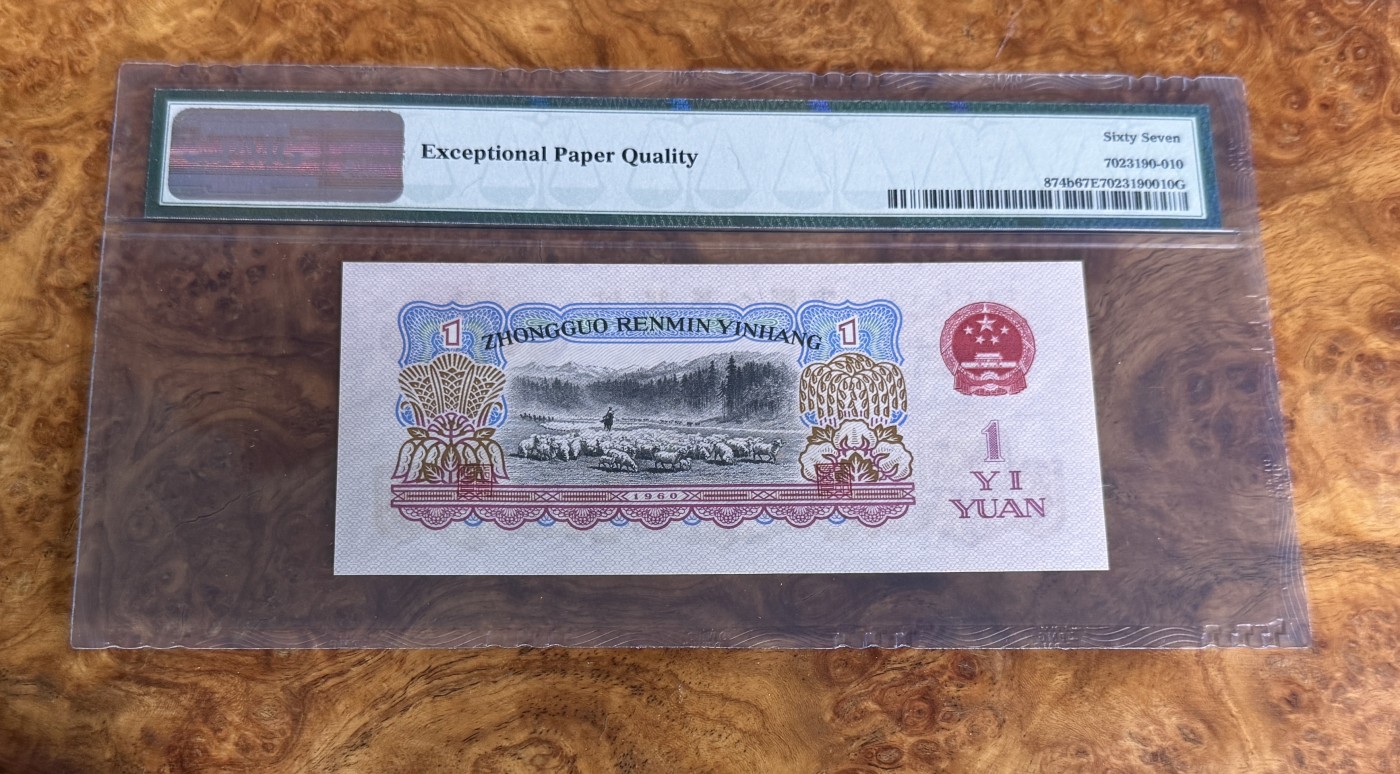 Exceptional Paper Quality
Sixty Seven
7023190-010
874b67E7023190010G
1
1
ZHONGGUO RENMIN YINHANG
1960
1
YI
YUAN